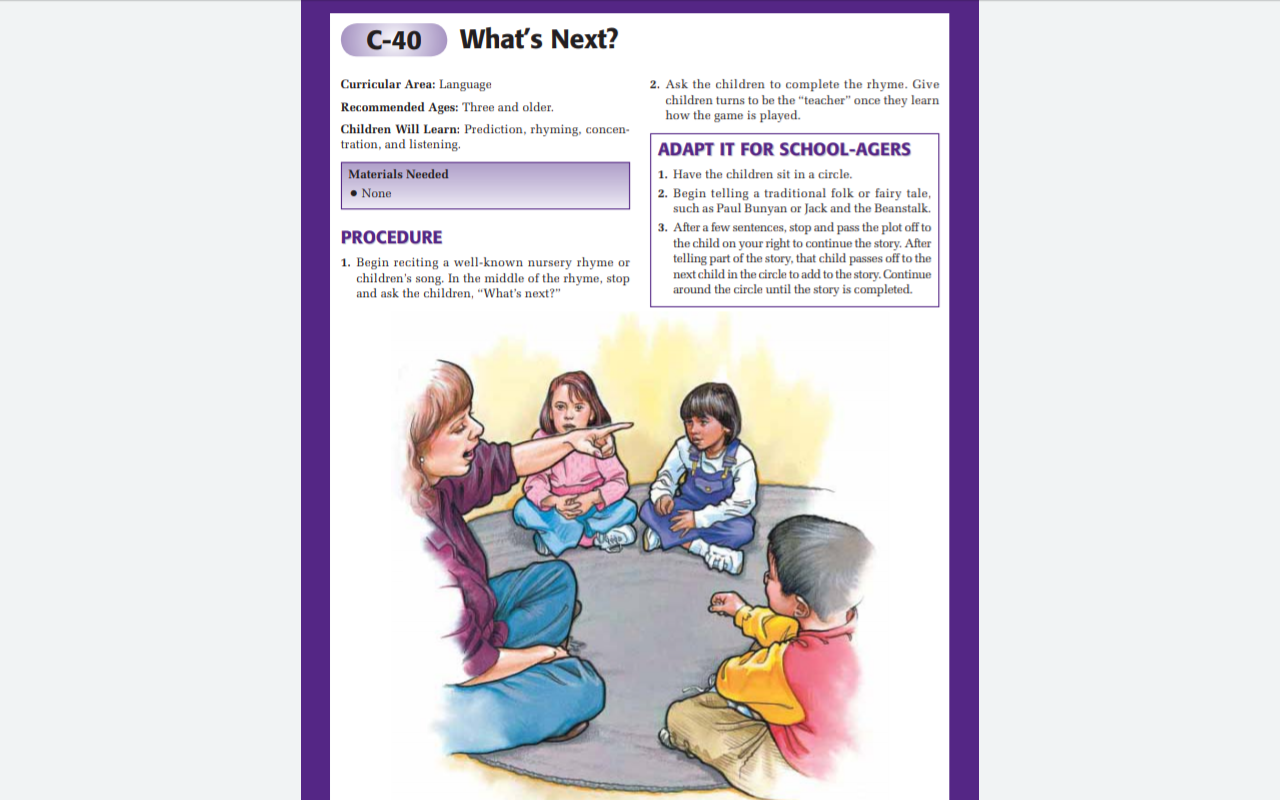 C-40 What's Next?
Curricular Area: Language
Recommended Ages: Three and older.
Children Will Learn: Prediction, rhyming, concen-
tration, and listening.
Materials Needed
● None
PROCEDURE
1. Begin reciting a well-known nursery rhyme or
children's song. In the middle of the rhyme, stop
and ask the children, “What's next?”
2. Ask the children to complete the rhyme. Give
children turns to be the “teacher” once they learn
how the game is played.
ADAPT IT FOR SCHOOL-AGERS
1. Have the children sit in a circle.
2. Begin telling a traditional folk or fairy tale,
such as Paul Bunyan or Jack and the Beanstalk.
3. After a few sentences, stop and pass the plot off to
the child on your right to continue the story. After
telling part of the story, that child passes off to the
next child in the circle to add to the story. Continue
around the circle until the story is completed.